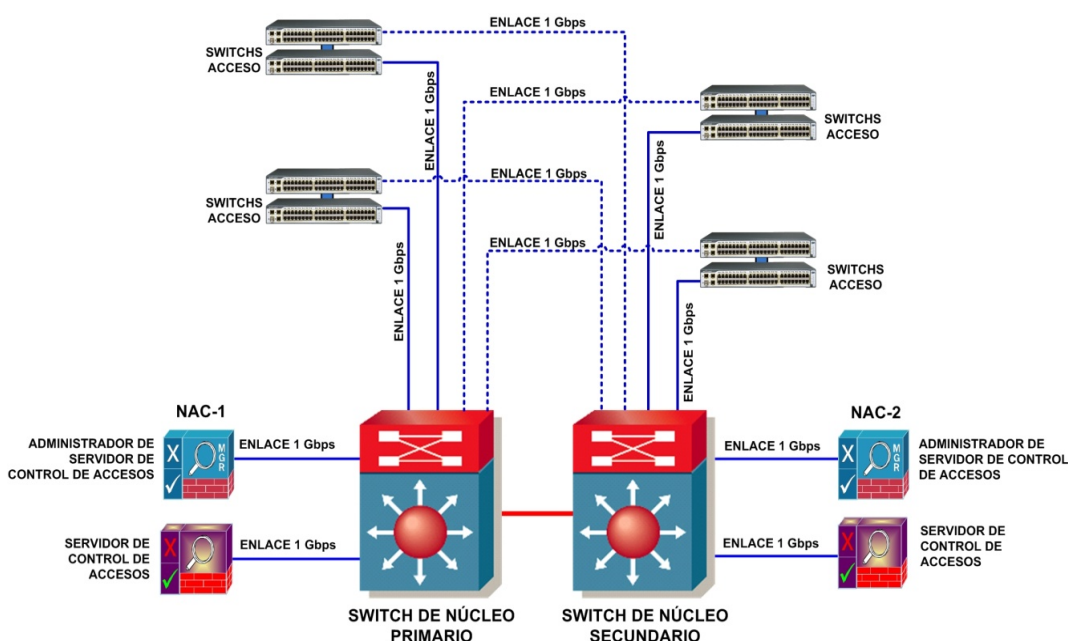 ENLACE 1 Gbps
SWITCHS
ACCESO
ENLACE 1 Gbps
ENLACE 1 Gbps
SWITCHS
ACCESO
ENLACE 1 Gbps
ENLACE 1 Gbps
SWITCHS
ACCESO
ENLACE 1 Gbps
ENLACE 1 Gbps
SWITCHS
ACCESO
ENLACE 1 Gbps
NAC-1
NAC-2
ADMINISTRADOR DE
SERVIDOR DE
CONTROL DE ACCESOS
X
MGR
ENLACE 1 Gbps
ENLACE 1 Gbps
X
MGR
ADMINISTRADOR DE
SERVIDOR DE CONTROL
DE ACCESOS
SERVIDOR DE
CONTROL DE
ACCESOS
X
ENLACE 1 Gbps
ENLACE 1 Gbps
X
SERVIDOR DE
CONTROL DE
ACCESOS
SWITCH DE NÚCLEO
PRIMARIO
SWITCH DE NÚCLEO
SECUNDARIO